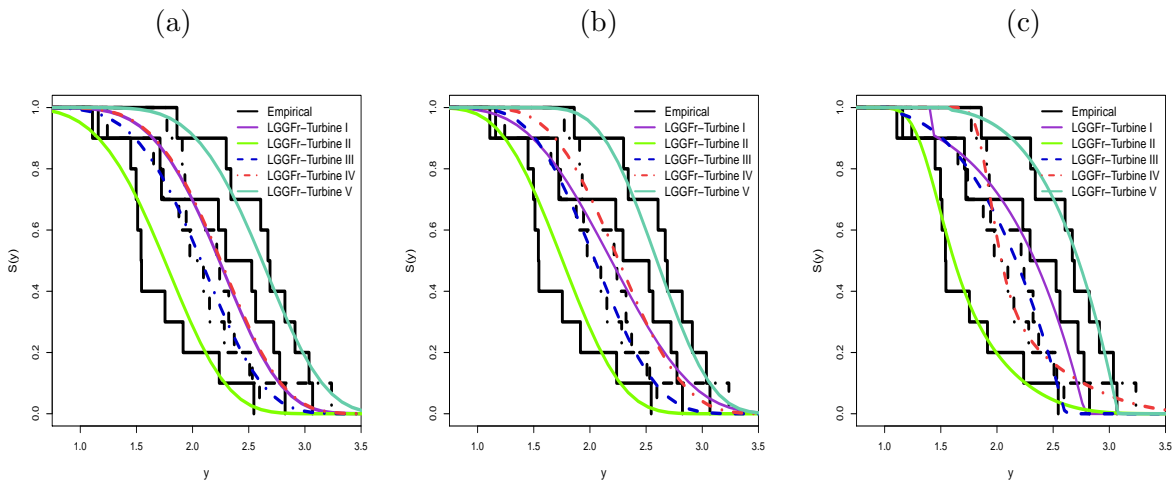 (a)
(b)
(c)
S(y)
1.0
0.8
0.6
0.4
0.2
0.0
Empirical
LGGFr−Turbine I
LGGFr−Turbine II
LGGFr−Turbine III
LGGFr−Turbine IV
LGGFr−Turbine V
1.0 1.5 2.0 2.5 3.0 3.5
y
S(y)
1.0
0.8
0.6
0.4
0.2
0.0
Empirical
LGGFr−Turbine I
LGGFr−Turbine II
LGGFr−Turbine III
LGGFr−Turbine IV
LGGFr−Turbine V
1.0 1.5 2.0 2.5 3.0 3.5
y
S(y)
1.0
0.8
0.6
0.4
0.2
0.0
Empirical
LGGFr−Turbine I
LGGFr−Turbine II
LGGFr−Turbine III
LGGFr−Turbine IV
LGGFr−Turbine V
1.0 1.5 2.0 2.5 3.0 3.5
y